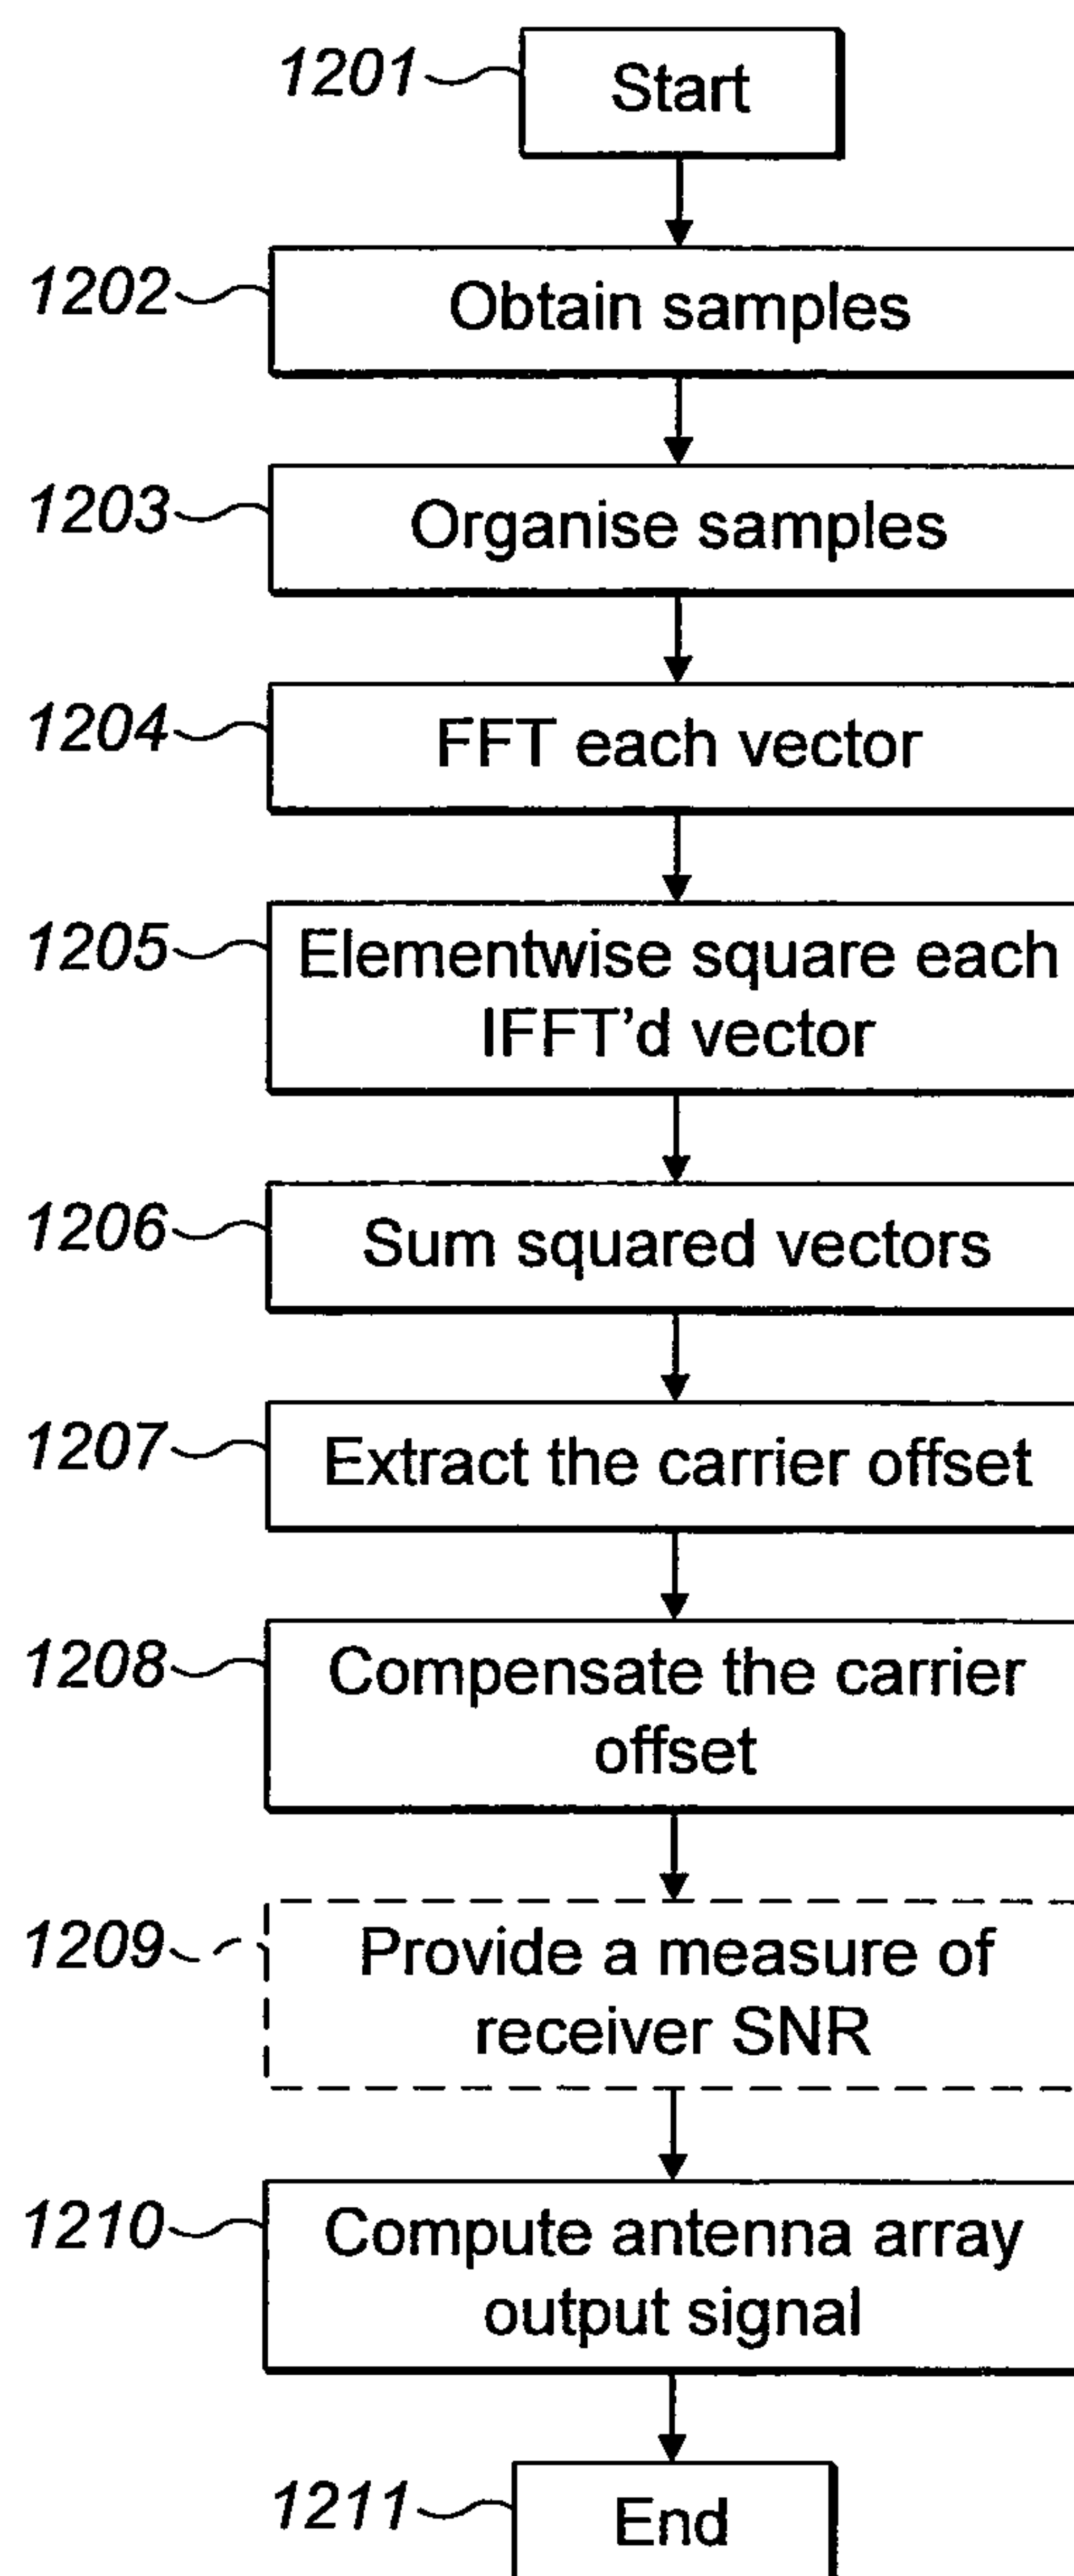 1201 Start
1202 Obtain samples
1203 Organise samples
1204 FFT each vector
1205 Elementwise square each
IFFT'd vector
1206 Sum squared vectors
1207 Extract the carrier offset
1208 Compensate the carrier
offset
1209 Provide a measure of
receiver SNR
1210 Compute antenna array
output signal
1211 End